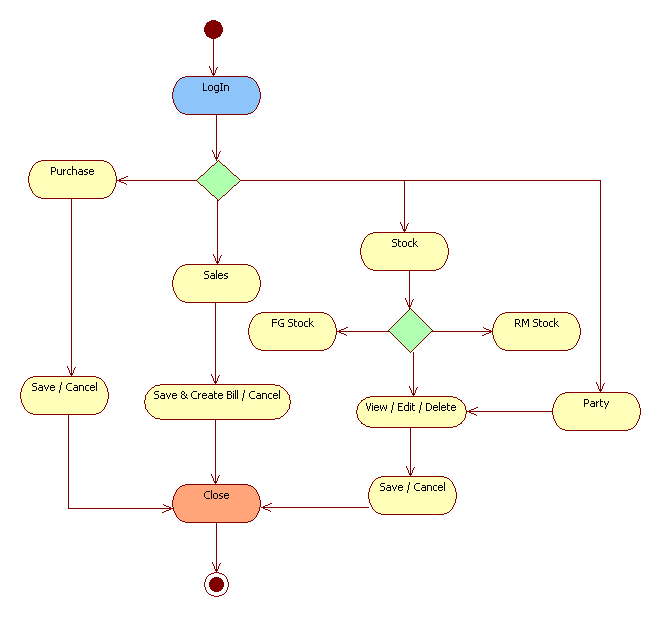 LogIn
Purchase
Stock
Sales
FG Stock
RM Stock
Save / Cancel
Save & Create Bill / Cancel
View / Edit / Delete
Party
Save / Cancel
Close